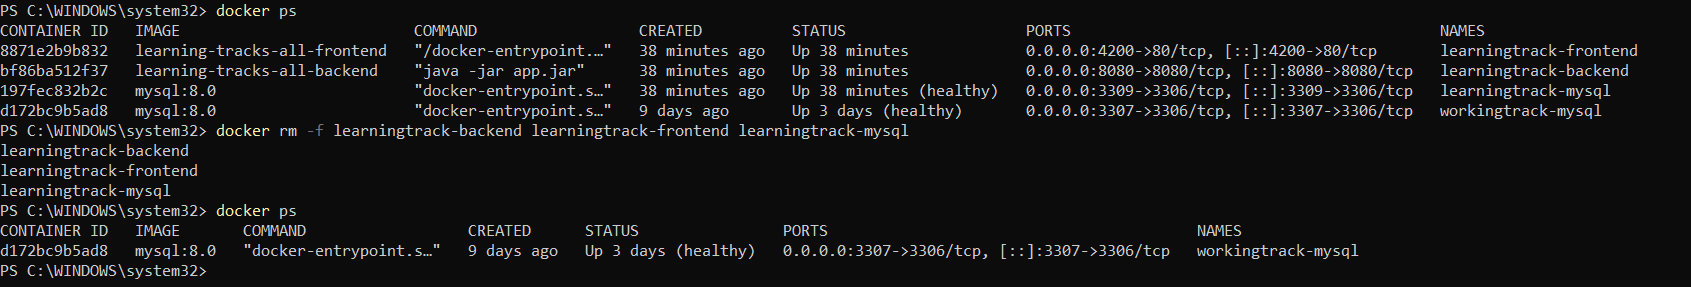 PS C:\WINDOWS\system32> docker ps
CONTAINER ID   IMAGE                          COMMAND                  CREATED          STATUS                    PORTS                                         NAMES
8871e2b9b832   learning-tracks-all-frontend   "/docker-entrypoint.…"   38 minutes ago   Up 38 minutes             0.0.0.0:4200->80/tcp, [::]:4200->80/tcp       learningtrack-frontend
bf86ba512f37   learning-tracks-all-backend    "java -jar app.jar"      38 minutes ago   Up 38 minutes             0.0.0.0:8080->8080/tcp, [::]:8080->8080/tcp   learningtrack-backend
197fec832b2c   mysql:8.0                      "docker-entrypoint.s…"   38 minutes ago   Up 38 minutes (healthy)   0.0.0.0:3309->3306/tcp, [::]:3309->3306/tcp   learningtrack-mysql
d172bc9b5ad8   mysql:8.0                      "docker-entrypoint.s…"   9 days ago       Up 3 days (healthy)       0.0.0.0:3307->3306/tcp, [::]:3307->3306/tcp   workingtrack-mysql
PS C:\WINDOWS\system32> docker rm -f learningtrack-backend learningtrack-frontend learningtrack-mysql
learningtrack-backend
learningtrack-frontend
learningtrack-mysql
PS C:\WINDOWS\system32> docker ps
CONTAINER ID   IMAGE       COMMAND                  CREATED      STATUS                PORTS                                         NAMES
d172bc9b5ad8   mysql:8.0   "docker-entrypoint.s…"   9 days ago   Up 3 days (healthy)   0.0.0.0:3307->3306/tcp, [::]:3307->3306/tcp   workingtrack-mysql
PS C:\WINDOWS\system32>